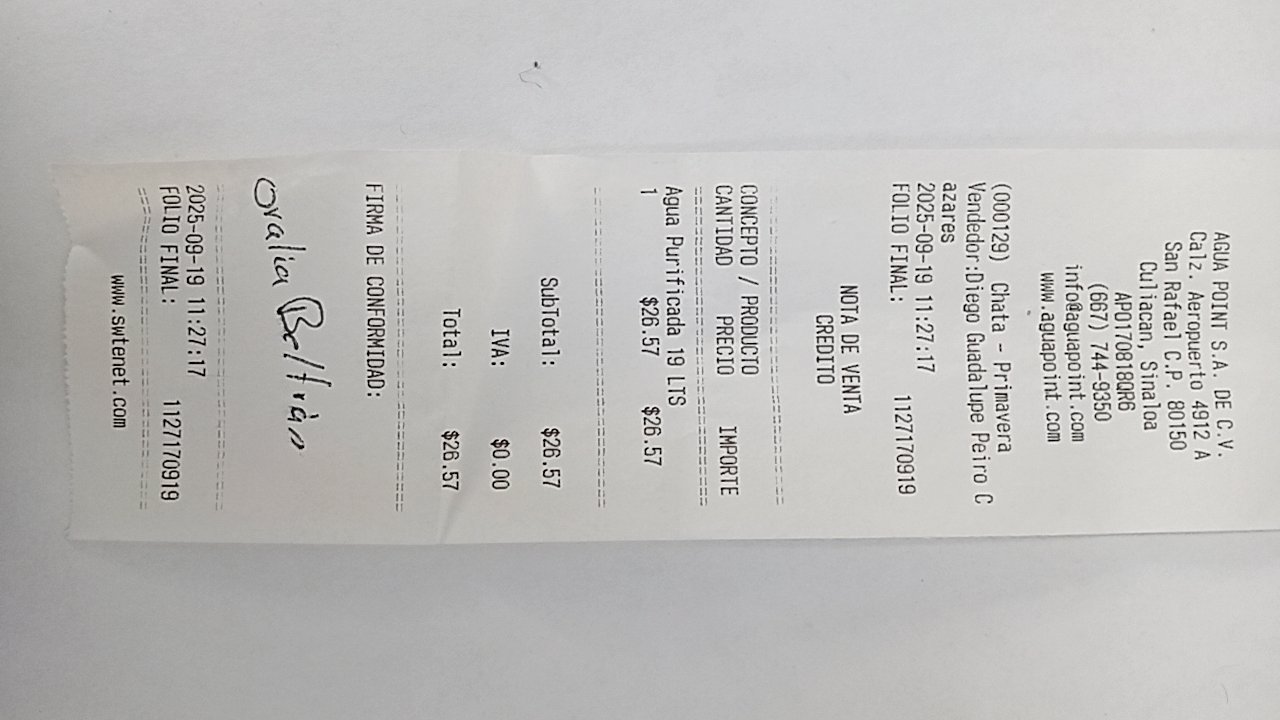 AGUA POINT S.A. DE C.V.
Calz. Aeropuerto 4912 A
San Rafael C.P. 80150
Culiacan, Sinaloa
APO170818QR6
(667) 744-9350
info@aguapoint.com
www.aguapoint.com
(000129) Chata - Primavera
Vendedor:Diego Guadalupe Peiro C
azares
2025-09-19 11:27:17
FOLIO FINAL: 1127170919
NOTA DE VENTA
CREDITO
CONCEPTO / PRODUCTO
CANTIDAD PRECIO IMPORTE
Agua Purificada 19 LTS
1 $26.57 $26.57
SubTotal: $26.57
IVA: $0.00
Total: $26.57
FIRMA DE CONFORMIDAD:
Oralia Beltrán
2025-09-19 11:27:17
FOLIO FINAL: 1127170919
www.swtenet.com